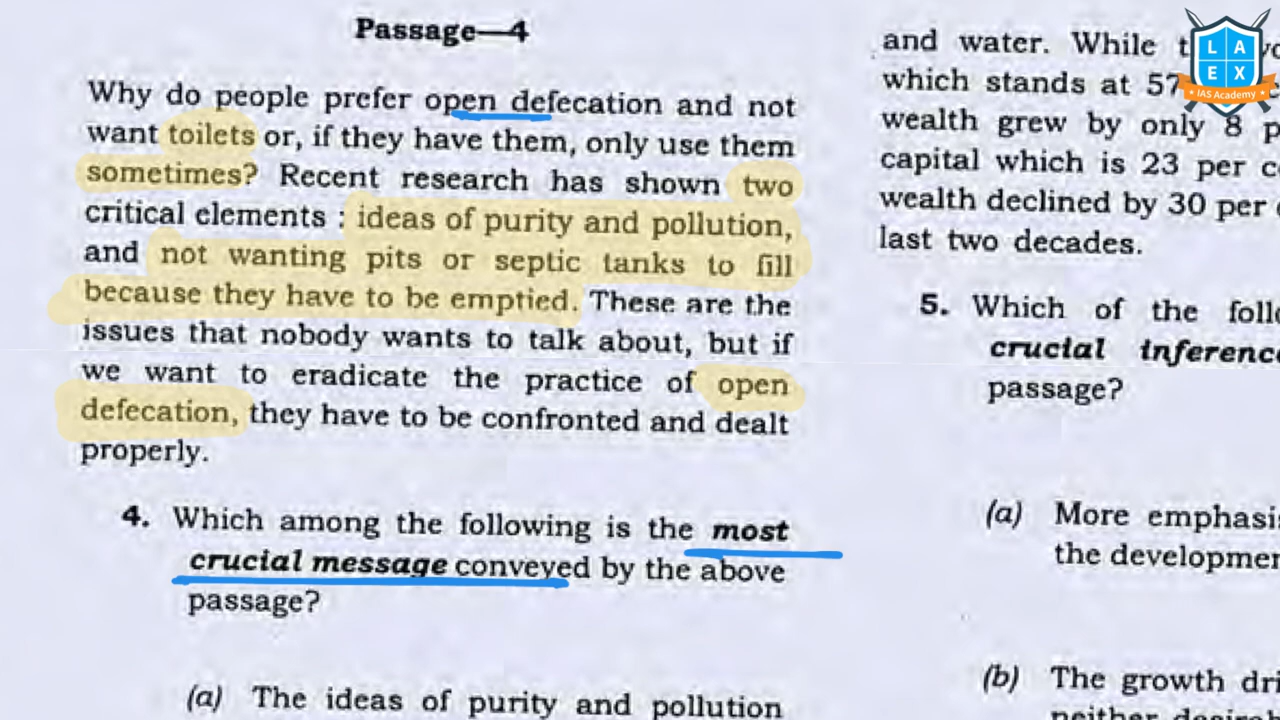 Passage—4
Why do people prefer open defecation and not
want toilets or, if they have them, only use them
sometimes? Recent research has shown two
critical elements : ideas of purity and pollution,
and not wanting pits or septic tanks to fill
because they have to be emptied. These are the
issues that nobody wants to talk about, but if
we want to eradicate the practice of open
defecation, they have to be confronted and dealt
properly.
4. Which among the following is the most
crucial message conveyed by the above
passage?
(a) The ideas of purity and pollution
and water. While
which stands at 57
wealth grew by only 8
capital which is 23 per
wealth declined by 30 per
last two decades.
5. Which of the
crucial
passage?
(a) More
the
(b) The growth
neither
L A
E X
IAS Academy